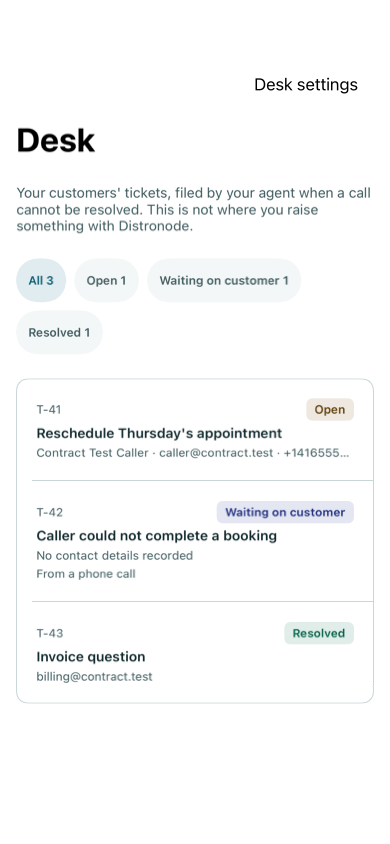 Desk settings
Desk
Your customers' tickets, filed by your agent when a call
cannot be resolved. This is not where you raise
something with Distronode.
All 3
Open 1
Waiting on customer 1
Resolved 1
T-41
Open
Reschedule Thursday's appointment
Contract Test Caller · caller@contract.test · +1416555...
T-42
Waiting on customer
Caller could not complete a booking
No contact details recorded
From a phone call
T-43
Resolved
Invoice question
billing@contract.test